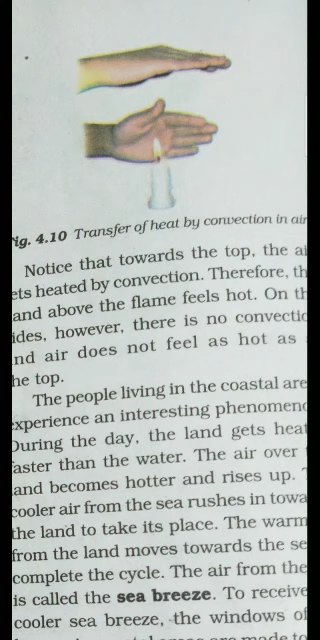 ig. 4.10 Transfer of heat by convection in air
Notice that towards the top, the ai
ets heated by convection. Therefore, th
and above the flame feels hot. On th
ides, however, there is no convectio
nd air does not feel as hot as
he top.
The people living in the coastal are
experience an interesting phenomeno
During the day, the land gets heat
faster than the water. The air over
land becomes hotter and rises up.
cooler air from the sea rushes in towa
the land to take its place. The warm
from the land moves towards the se
complete the cycle. The air from the
is called the sea breeze. To receive
cooler sea breeze, the windows of
are made to